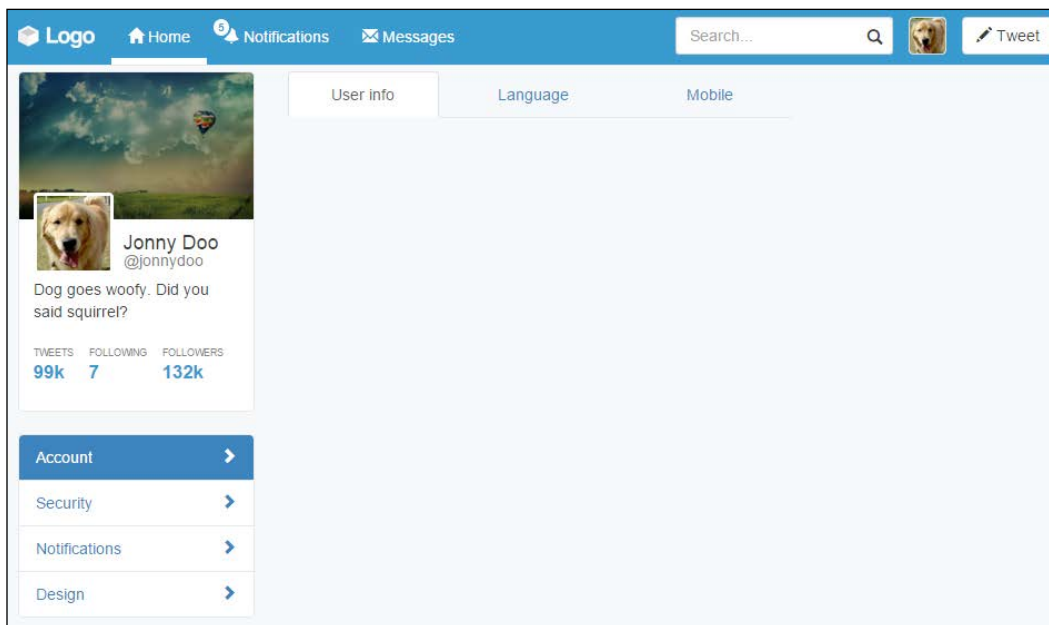 Logo Home 5 Notifications Messages Search... Tweet
User info Language Mobile
Jonny Doo
@jonnydoo
Dog goes woofy. Did you
said squirrel?
TWEETS FOLLOWING FOLLOWERS
99k 7 132k
Account
Security
Notifications
Design